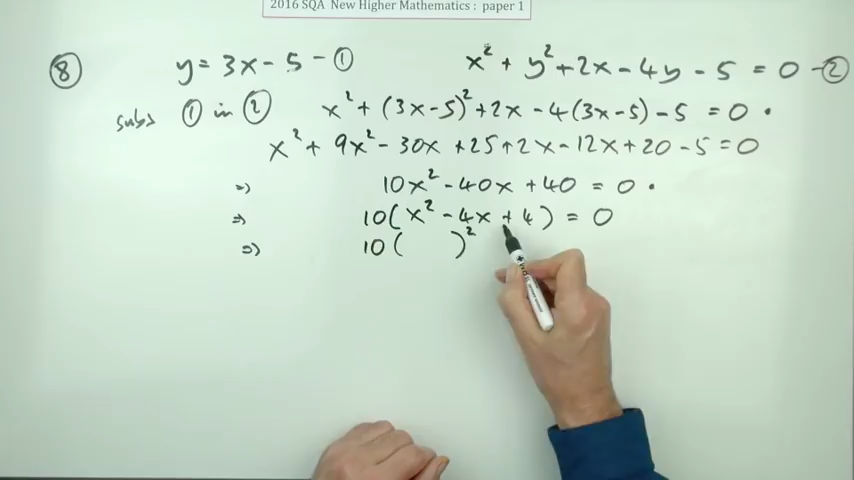 2016 SQA New Higher Mathematics : paper 1
⑧ y = 3x - 5 - ① x² + y² + 2x - 4y - 5 = 0 - ②
subs ① in ② x² + (3x - 5)² + 2x - 4(3x - 5) - 5 = 0 •
x² + 9x² - 30x + 25 + 2x - 12x + 20 - 5 = 0
⇒ 10x² - 40x + 40 = 0 •
⇒ 10(x² - 4x + 4) = 0
⇒ 10( )²